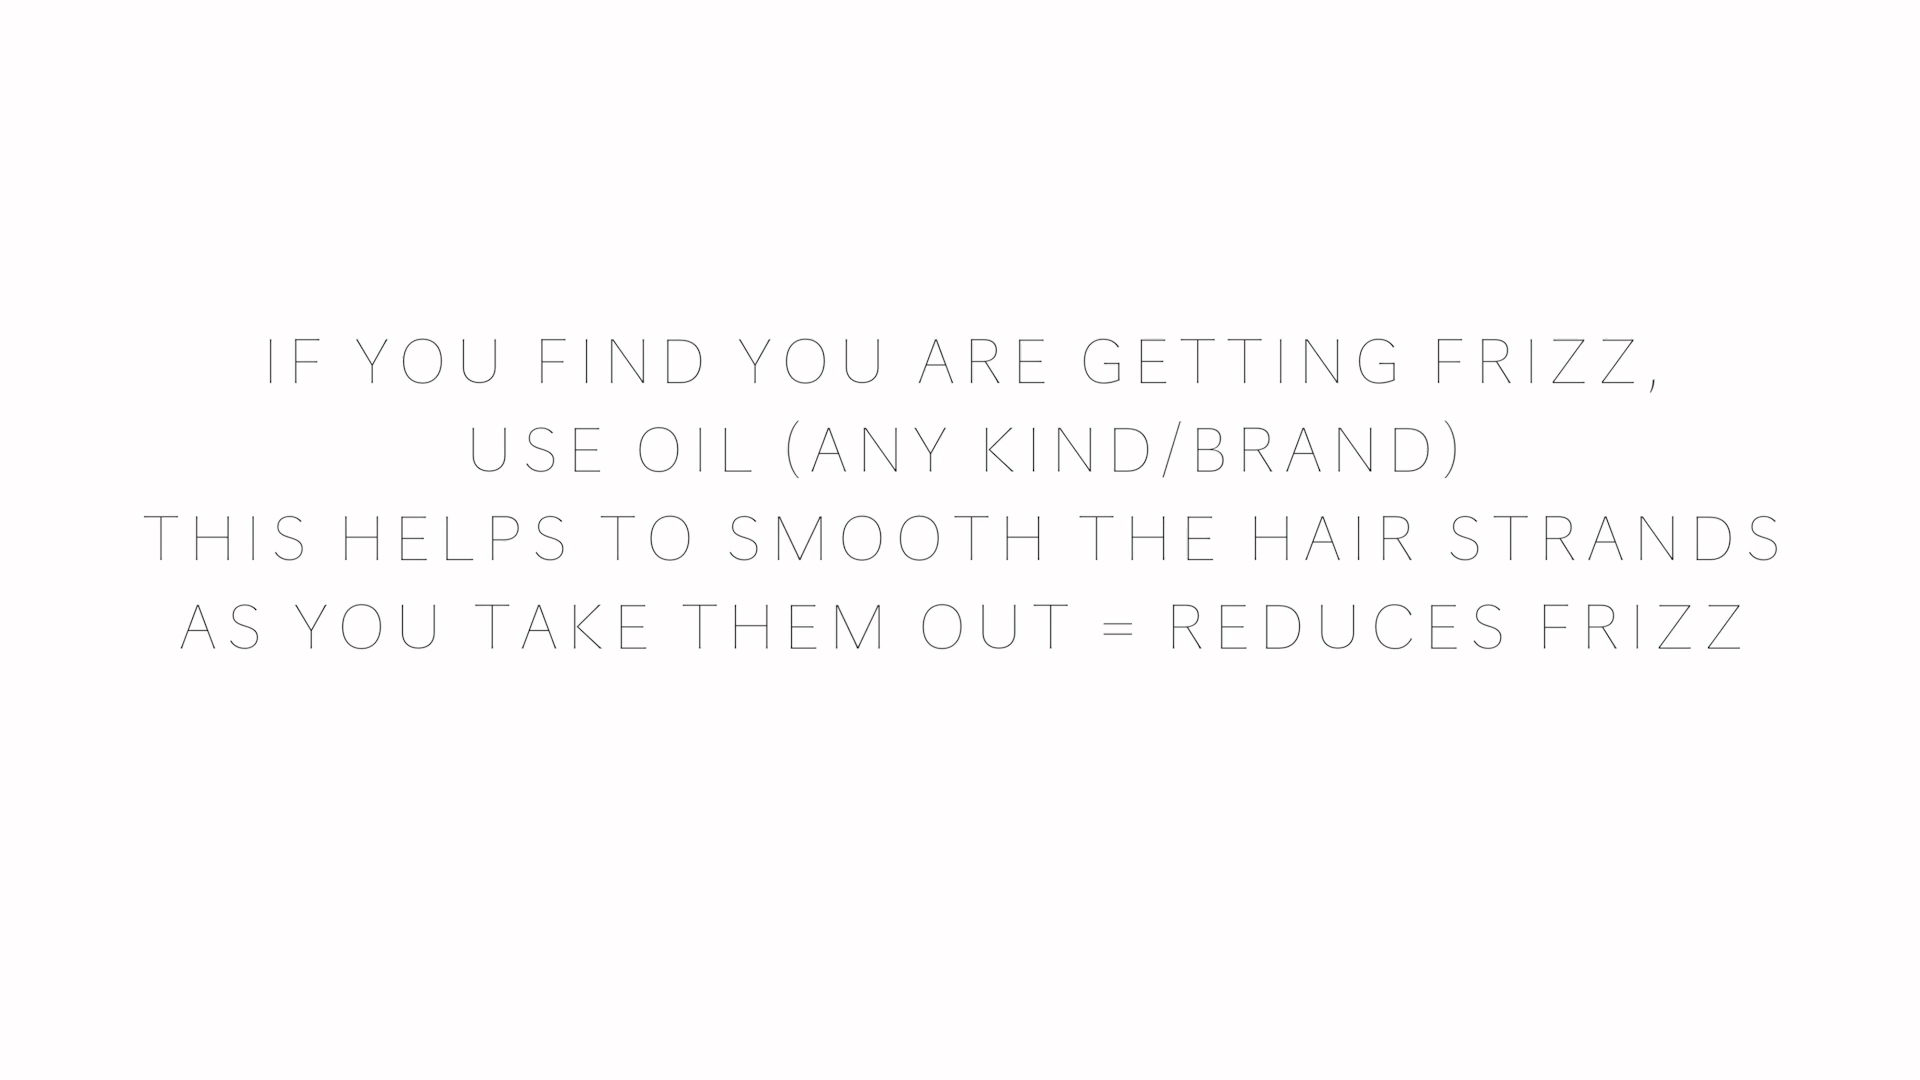 IF YOU FIND YOU ARE GETTING FRIZZ,
USE OIL (ANY KIND/BRAND)
THIS HELPS TO SMOOTH THE HAIR STRANDS
AS YOU TAKE THEM OUT = REDUCES FRIZZ